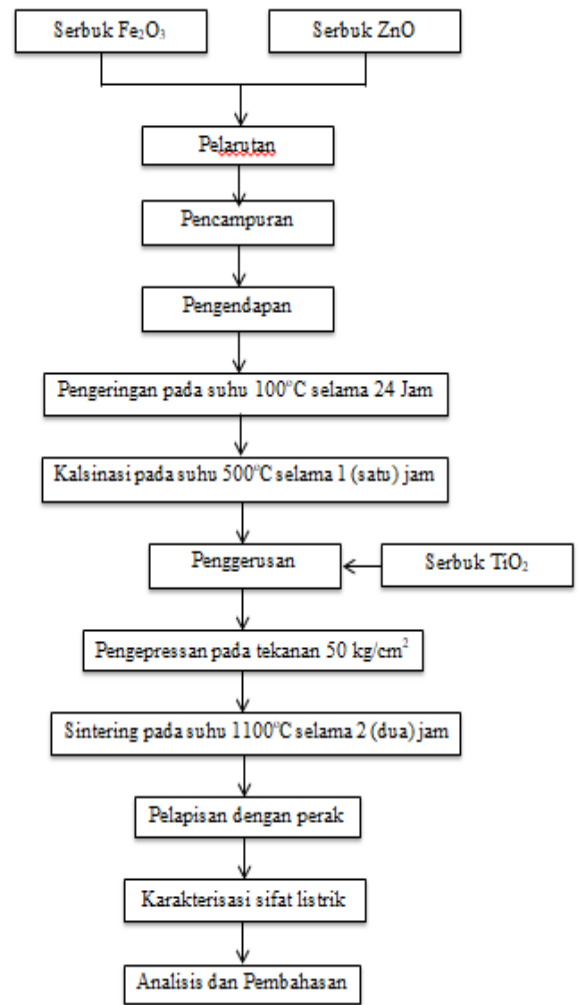 Serbuk Fe₂O₃
Serbuk ZnO
Pelarutan
Pencampuran
Pengendapan
Pengeringan pada suhu 100°C selama 24 Jam
Kalsinasi pada suhu 500°C selama 1 (satu) jam
Penggerusan
Serbuk TiO₂
Pengepressan pada tekanan 50 kg/cm²
Sintering pada suhu 1100°C selama 2 (dua) jam
Pelapisan dengan perak
Karakterisasi sifat listrik
Analisis dan Pembahasan